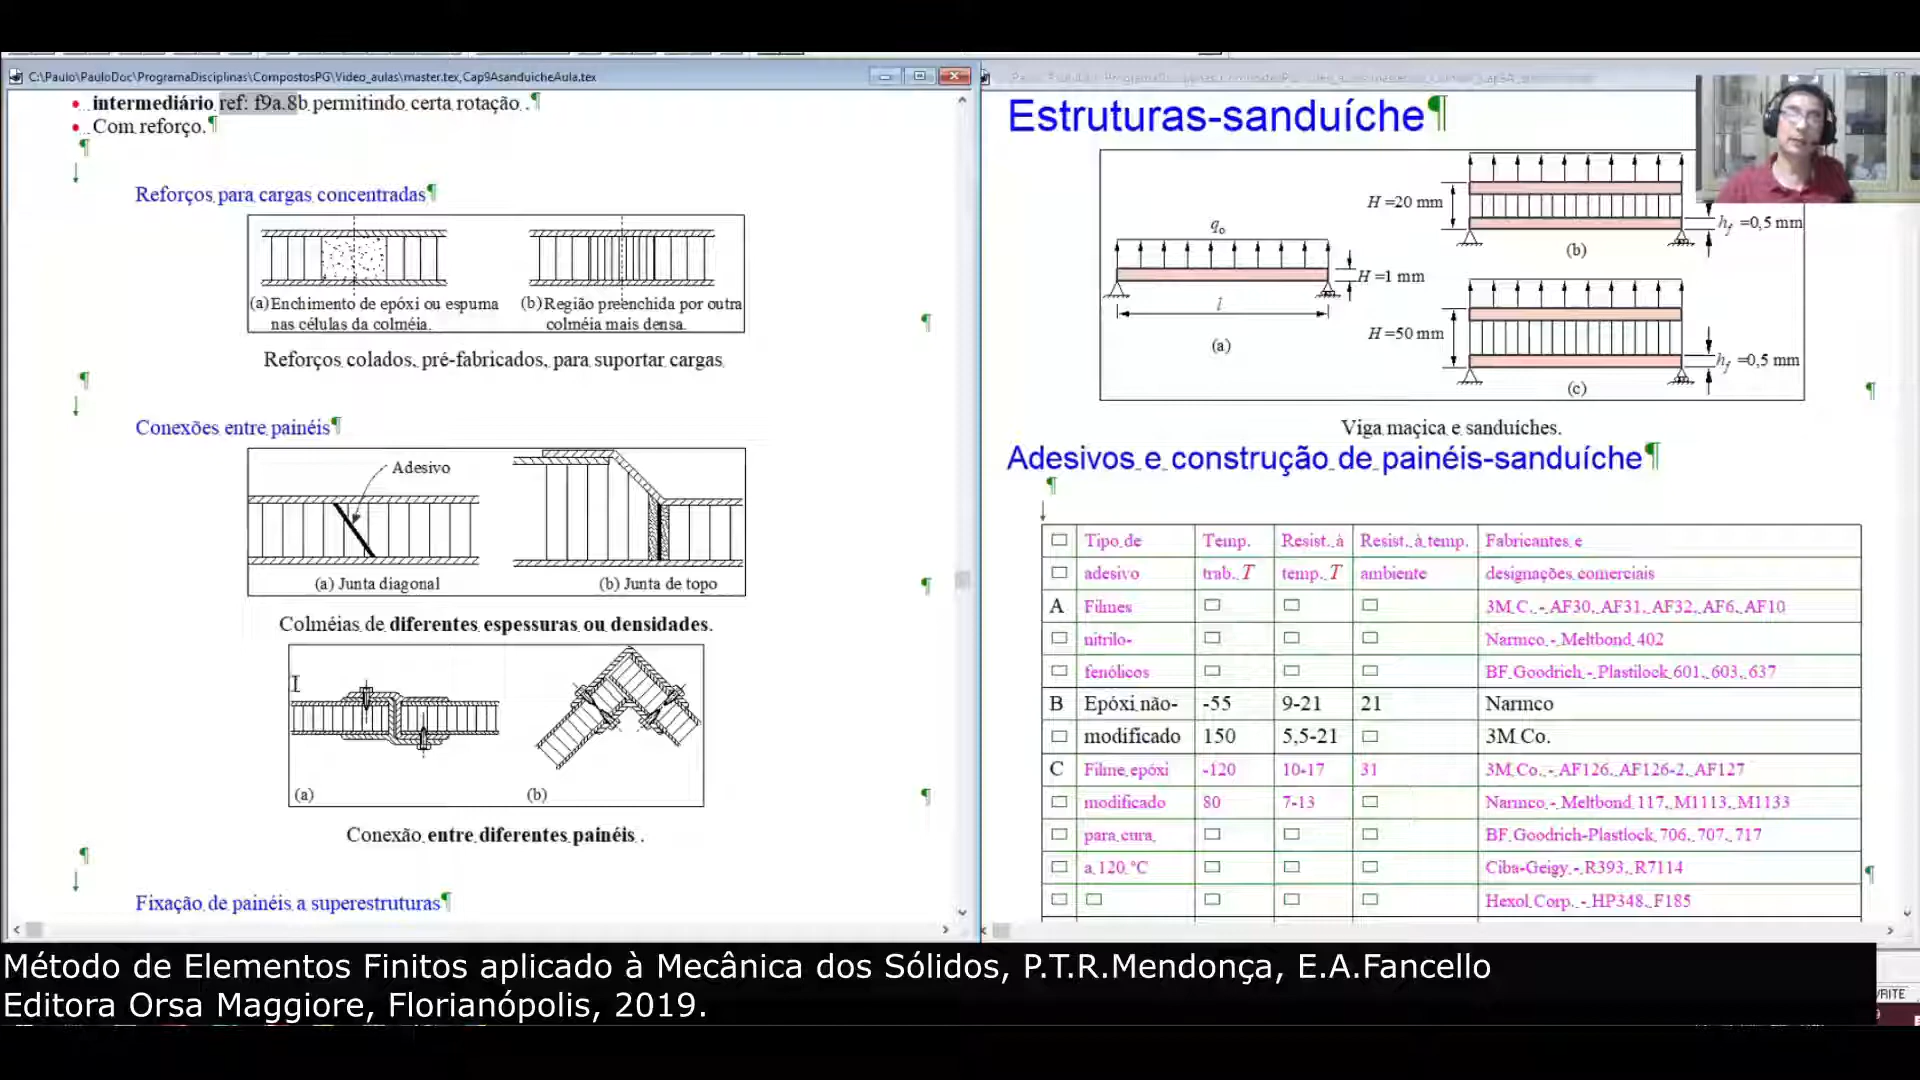 C:\Paulo\PauloDoc\ProgramaDisciplinas\CompostosPG\Video_aulas\master.tex,Cap9AsanduicheAula.tex
intermediário ref: f9a.8b permitindo certa rotação .
Com reforço.
Reforços para cargas concentradas
(a) Enchimento de epóxi ou espuma
nas células da colméia.
(b) Região preenchida por outra
colméia mais densa.
Reforços colados, pré-fabricados, para suportar cargas
Conexões entre painéis
Adesivo
(a) Junta diagonal
(b) Junta de topo
Colméias de diferentes espessuras ou densidades.
(a)
(b)
Conexão entre diferentes painéis .
Fixação de painéis a superestruturas
Estruturas-sanduíche
qo
H =1 mm
l
(a)
H =20 mm
hf =0,5 mm
(b)
H =50 mm
hf =0,5 mm
(c)
Viga maçica e sanduíches.
Adesivos e construção de painéis-sanduíche
Tipo de Temp. Resist. à Resist. à temp. Fabricantes e
adesivo trab. T temp. T ambiente designações comerciais
A Filmes 3M C. - AF30, AF31, AF32, AF6, AF10
nitrilo- Narmco - Meltbond 402
fenólicos BF Goodrich - Plastilock 601, 603, 637
B Epóxi não- -55 9-21 21 Narmco
modificado 150 5,5-21 3M Co.
C Filme epóxi -120 10-17 31 3M Co. - AF126, AF126-2, AF127
modificado 80 7-13 Narmco - Meltbond 117, M1113, M1133
para cura BF Goodrich-Plastlock 706, 707, 717
a 120 °C Ciba-Geigy - R393, R7114
Hexol Corp. - HP348, F185
Método de Elementos Finitos aplicado à Mecânica dos Sólidos, P.T.R.Mendonça, E.A.Fancello
Editora Orsa Maggiore, Florianópolis, 2019.